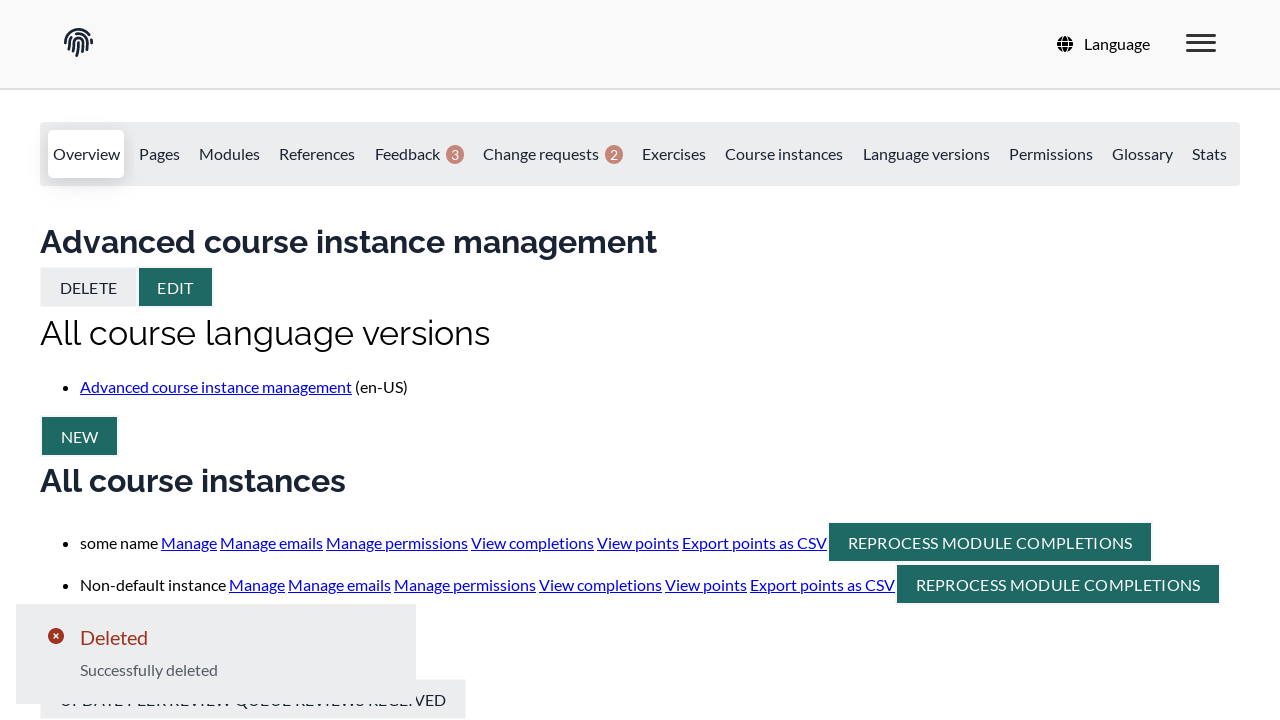 Language
Overview Pages Modules References Feedback 3 Change requests 2 Exercises Course instances Language versions Permissions Glossary Stats
Advanced course instance management
DELETE EDIT
All course language versions
Advanced course instance management (en-US)
NEW
All course instances
some name Manage Manage emails Manage permissions View completions View points Export points as CSV REPROCESS MODULE COMPLETIONS
Non-default instance Manage Manage emails Manage permissions View completions View points Export points as CSV REPROCESS MODULE COMPLETIONS
Deleted
Successfully deleted
UPDATE PEER REVIEW QUEUE REVIEWS RECEIVED